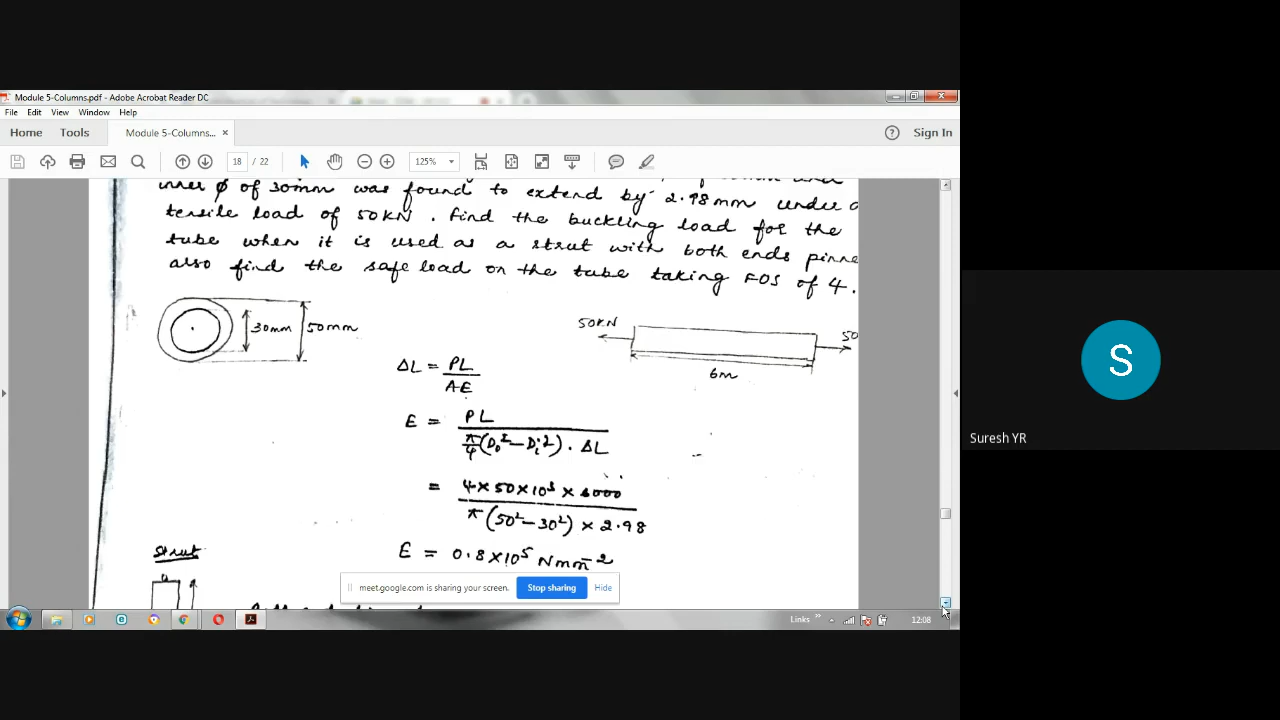 Module 5-Columns.pdf - Adobe Acrobat Reader DC
File Edit View Window Help
Home Tools Module 5-Columns... × Sign In
18 / 22 125%
inner φ of 30mm was found to extend by 2.98mm under a
tensile load of 50KN. Find the buckling load for the
tube when it is used as a strut with both ends pinne
also find the safe load on the tube taking FOS of 4.
30mm 50mm
50KN 50
6m
ΔL = PL / AE
E = PL / π/4 (Do² - Di²) . ΔL
= 4 × 50 × 10³ × 6000 / π (50² - 30²) × 2.98
E = 0.8 × 10⁵ Nmm⁻²
Strut
meet.google.com is sharing your screen. Stop sharing Hide
Links » 12:08
S
Suresh YR